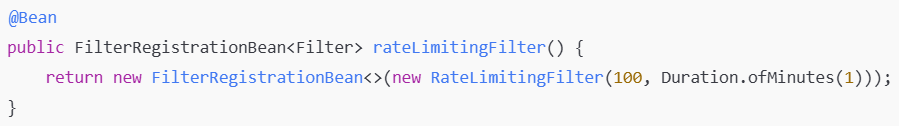 @Bean
public FilterRegistrationBean<Filter> rateLimitingFilter() {
    return new FilterRegistrationBean<>(new RateLimitingFilter(100, Duration.ofMinutes(1)));
}